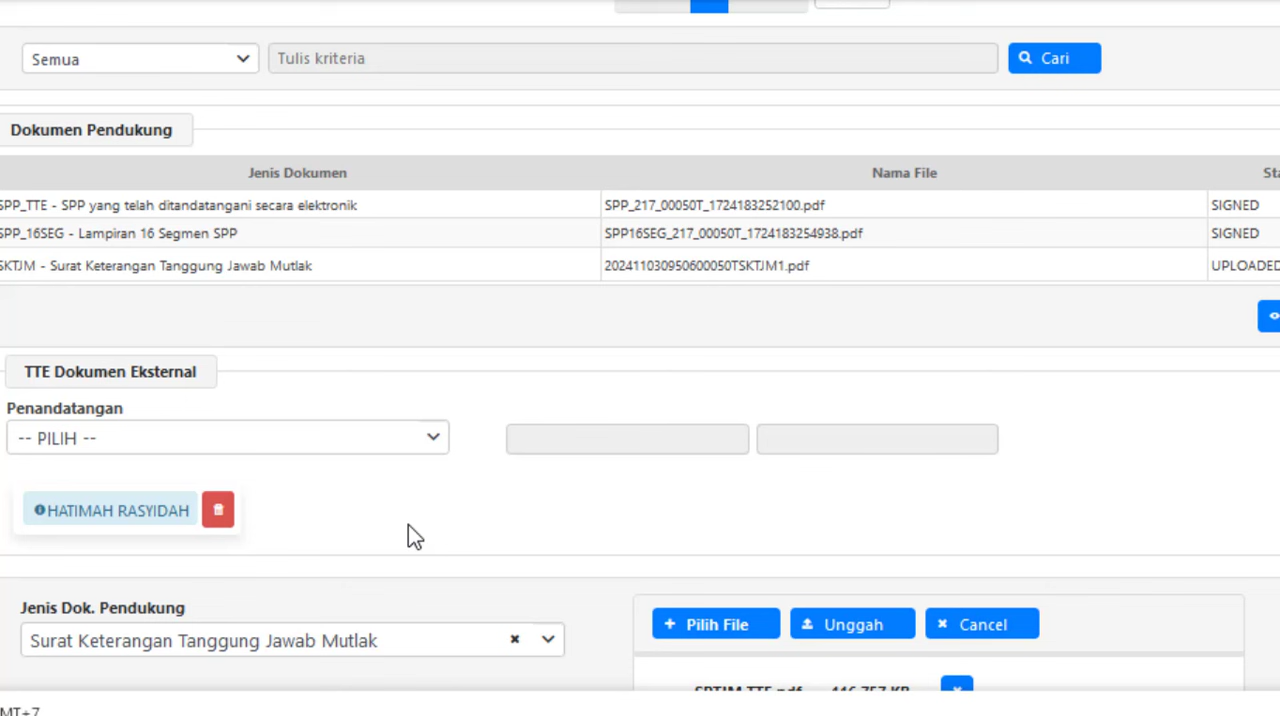 Semua
Tulis kriteria
Cari
Dokumen Pendukung
Jenis Dokumen Nama File
SPP_TTE - SPP yang telah ditandatangani secara elektronik SPP_217_00050T_1724183252100.pdf SIGNED
SPP_16SEG - Lampiran 16 Segmen SPP SPP16SEG_217_00050T_1724183254938.pdf SIGNED
SKTJM - Surat Keterangan Tanggung Jawab Mutlak 202411030950600050TSKTJM1.pdf UPLOADED
TTE Dokumen Eksternal
Penandatangan
-- PILIH --
HATIMAH RASYIDAH
Jenis Dok. Pendukung
Surat Keterangan Tanggung Jawab Mutlak
Pilih File
Unggah
Cancel